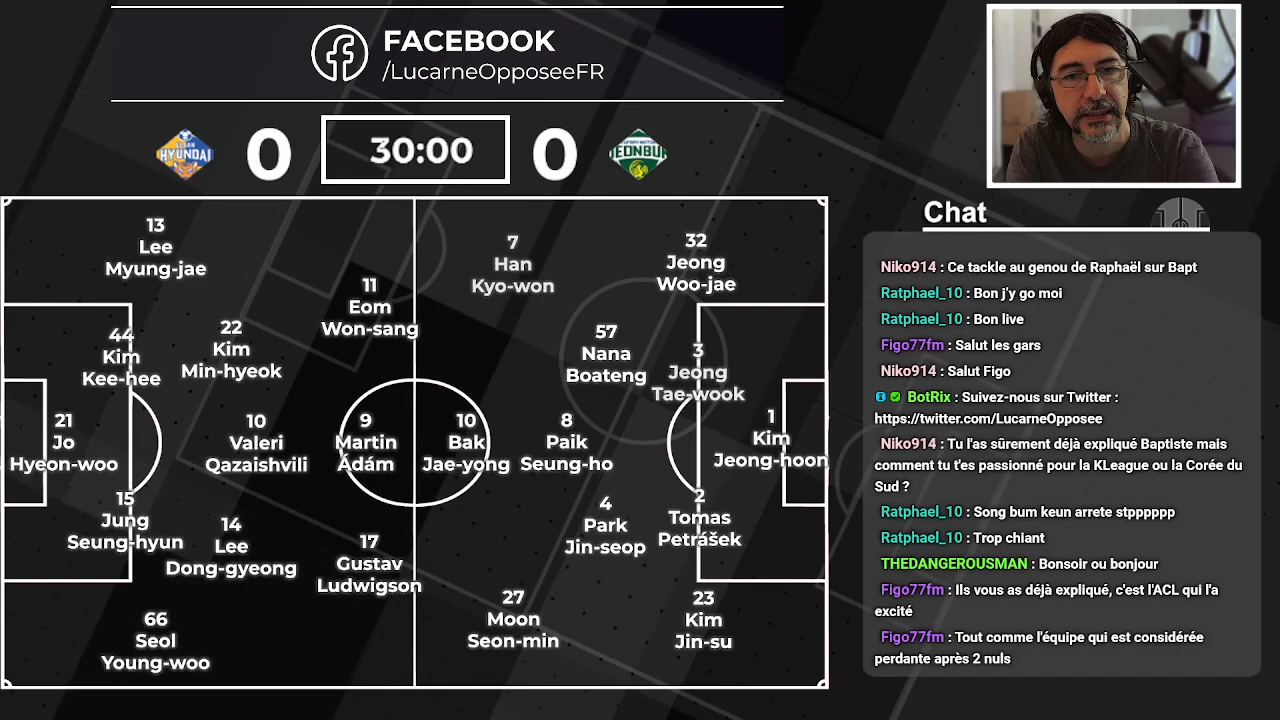 FACEBOOK
/LucarneOpposeeFR
HYUNDAI
0
30:00
0
13
Lee
Myung-jae
7
Han
Kyo-won
32
Jeong
Woo-jae
11
Eom
Won-sang
44
Kim
Kee-hee
22
Kim
Min-hyeok
57
Nana
Boateng
3
Jeong
Tae-wook
21
Jo
Hyeon-woo
10
Valeri
Qazaishvili
9
Martin
Ádám
10
Bak
Jae-yong
8
Paik
Seung-ho
1
Kim
Jeong-hoon
15
Jung
Seung-hyun
14
Lee
Dong-gyeong
17
Gustav
Ludwigson
4
Park
Jin-seop
2
Tomas
Petrášek
66
Seol
Young-woo
27
Moon
Seon-min
23
Kim
Jin-su
Chat
Niko914 : Ce tackle au genou de Raphaël sur Bapt
Ratphael_10 : Bon j'y go moi
Ratphael_10 : Bon live
Figo77fm : Salut les gars
Niko914 : Salut Figo
BotRix : Suivez-nous sur Twitter :
https://twitter.com/LucarneOpposee
Niko914 : Tu l'as sûrement déjà expliqué Baptiste mais
comment tu t'es passionné pour la KLeague ou la Corée du
Sud ?
Ratphael_10 : Song bum keun arrete stpppppp
Ratphael_10 : Trop chiant
THEDANGEROUSMAN : Bonsoir ou bonjour
Figo77fm : Ils vous as déjà expliqué, c'est l'ACL qui l'a
excité
Figo77fm : Tout comme l'équipe qui est considérée
perdante après 2 nuls